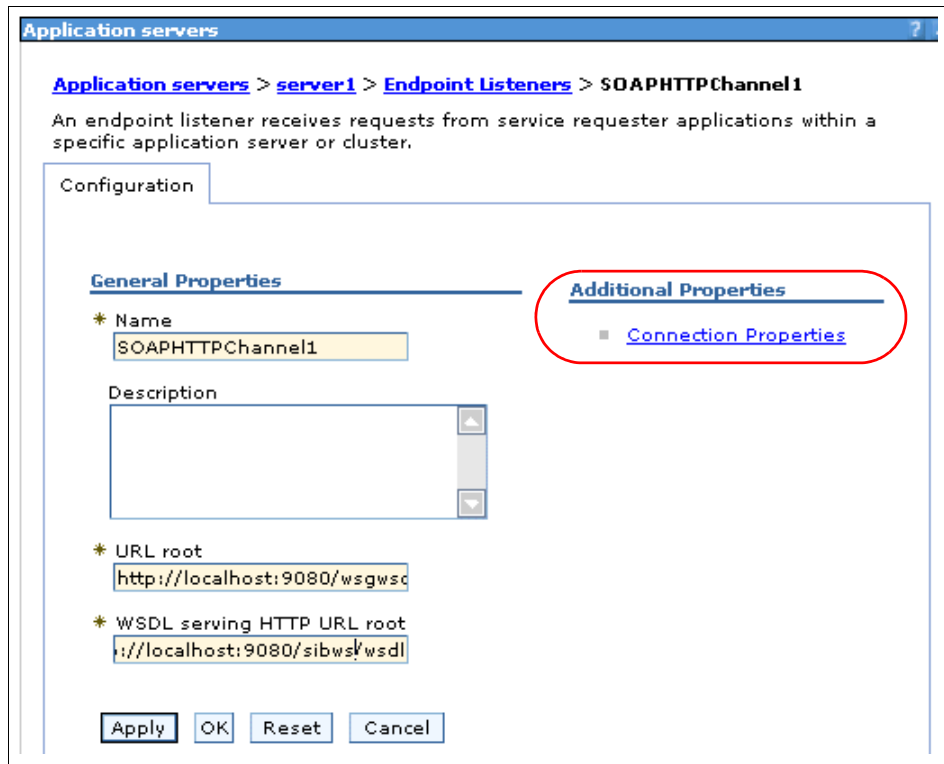 Application servers
?
Application servers > server1 > Endpoint Listeners > SOAPHTTPChannel1
An endpoint listener receives requests from service requester applications within a
specific application server or cluster.
Configuration
General Properties
* Name
SOAPHTTPChannel1
Description
* URL root
http://localhost:9080/wsgwsc
* WSDL serving HTTP URL root
://localhost:9080/sibws/wsdl
Apply OK Reset Cancel
Additional Properties
Connection Properties